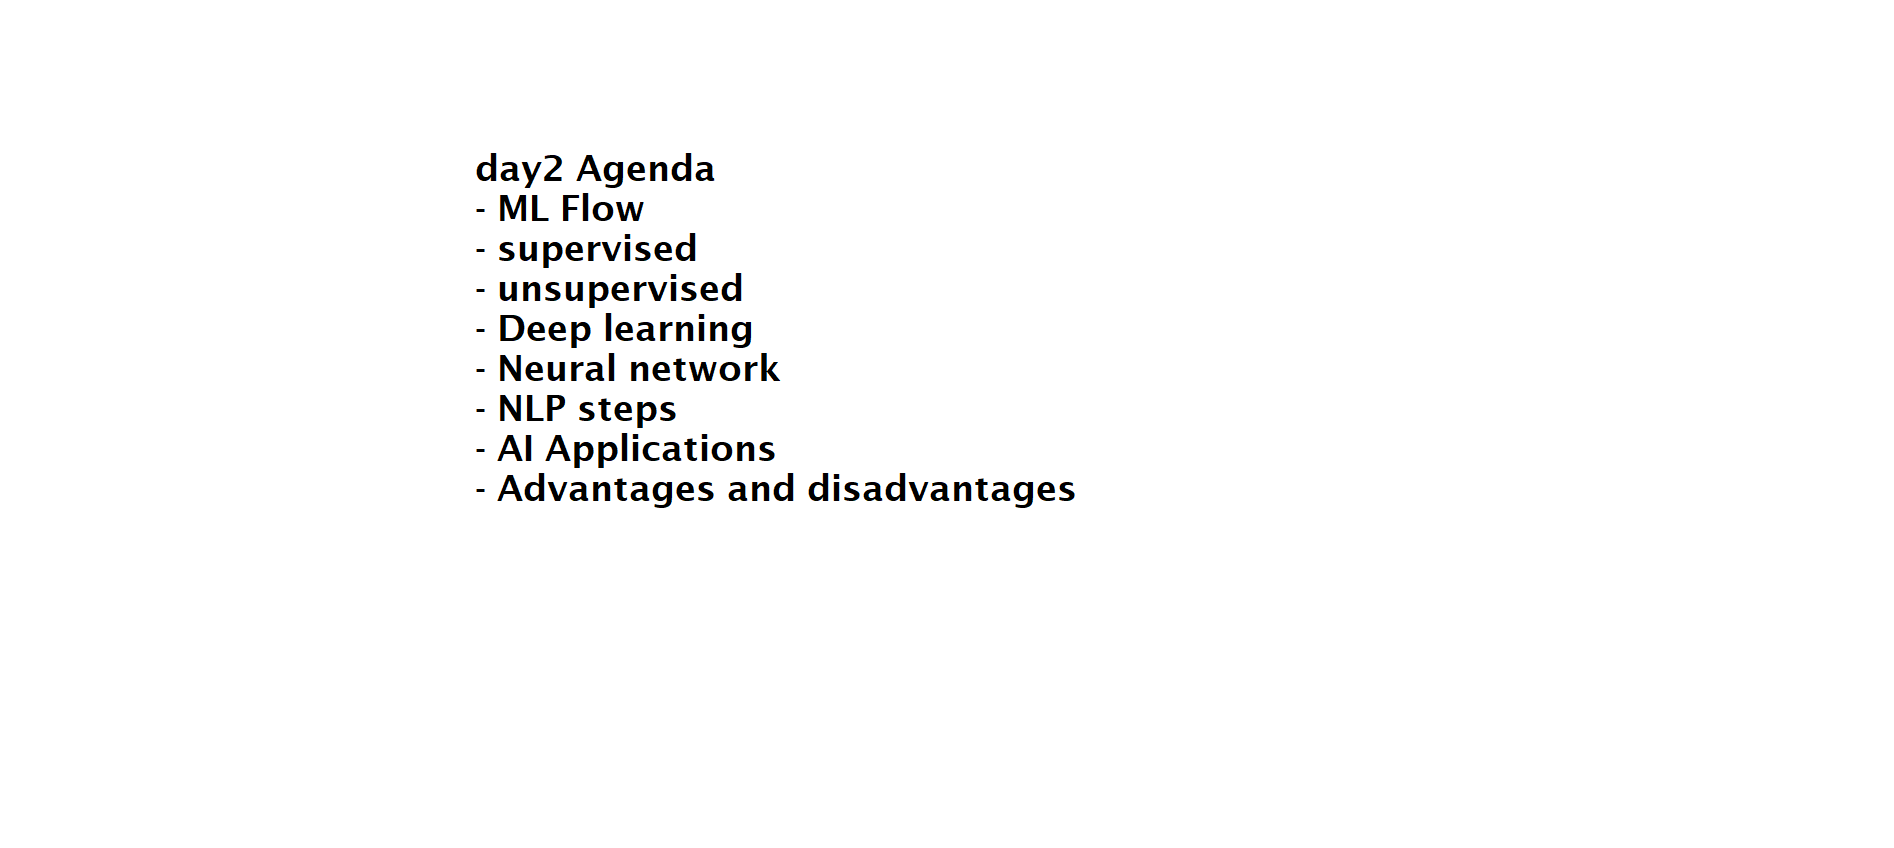 day2 Agenda
- ML Flow
- supervised
- unsupervised
- Deep learning
- Neural network
- NLP steps
- AI Applications
- Advantages and disadvantages